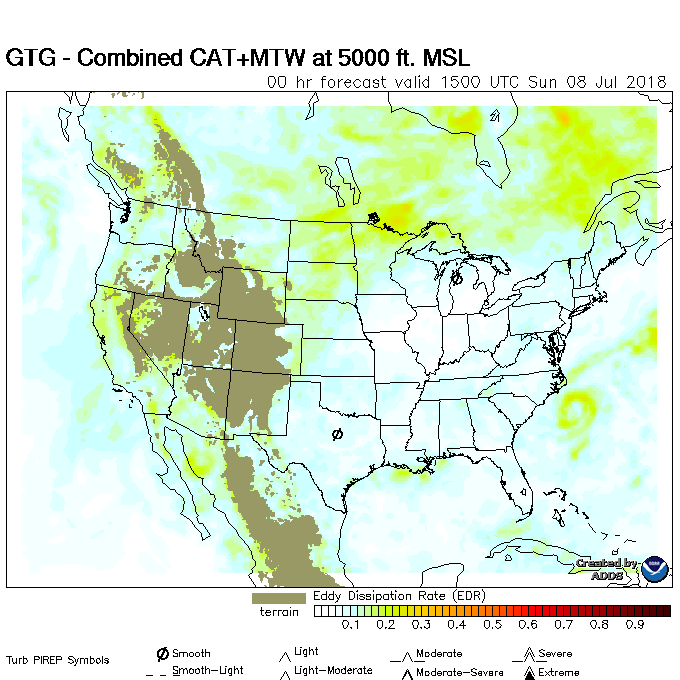 GTG - Combined CAT+MTW at 5000 ft. MSL
00 hr forecast valid 1500 UTC Sun 08 Jul 2018
Created by
ADDS
Eddy Dissipation Rate (EDR)
terrain
0.1 0.2 0.3 0.4 0.5 0.6 0.7 0.8 0.9
Turb PIREP Symbols
Smooth Light Moderate Severe
Smooth-Light Light-Moderate Moderate-Severe Extreme